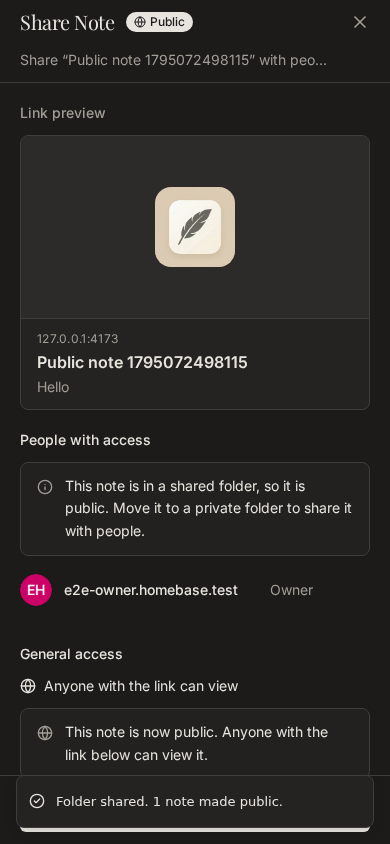 Share Note
Public
Share “Public note 1795072498115” with peo...
Link preview
127.0.0.1:4173
Public note 1795072498115
Hello
People with access
This note is in a shared folder, so it is
public. Move it to a private folder to share it
with people.
EH
e2e-owner.homebase.test
Owner
General access
Anyone with the link can view
This note is now public. Anyone with the
link below can view it.
Folder shared. 1 note made public.